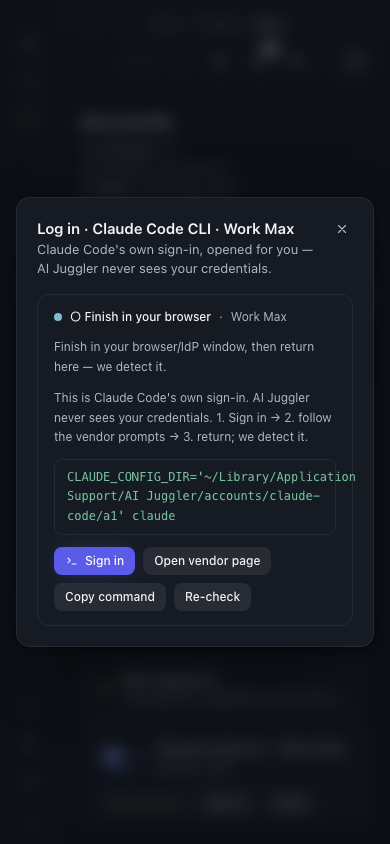 Log in · Claude Code CLI · Work Max
Claude Code's own sign-in, opened for you —
AI Juggler never sees your credentials.
Finish in your browser · Work Max
Finish in your browser/IdP window, then return
here — we detect it.
This is Claude Code's own sign-in. AI Juggler
never sees your credentials. 1. Sign in → 2. follow
the vendor prompts → 3. return; we detect it.
CLAUDE_CONFIG_DIR='~/Library/Application
Support/AI Juggler/accounts/claude-
code/a1' claude
Sign in
Open vendor page
Copy command
Re-check